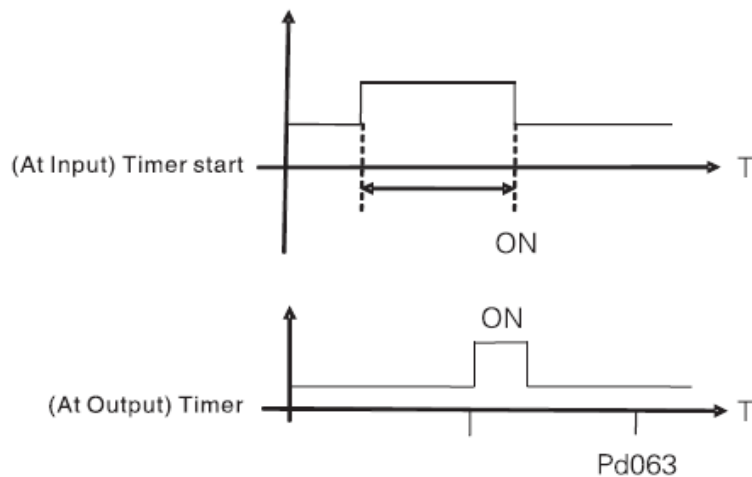 (At Input) Timer start
T
ON
ON
(At Output) Timer
T
Pd063